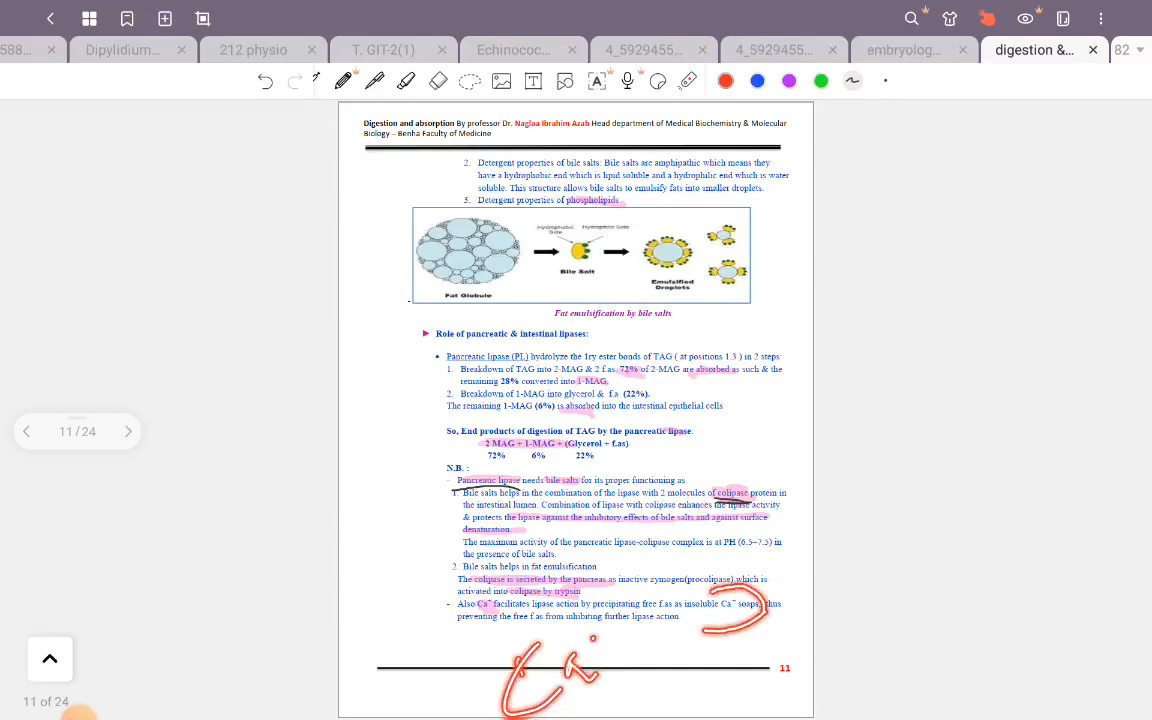 588...
Dipylidium...
212 physio
T. GIT-2(1)
Echinococ...
4_5929455...
4_5929455...
embryolog...
digestion &...
82
Digestion and absorption By professor Dr. Naglaa Ibrahim Azab Head department of Medical Biochemistry & Molecular
Biology – Benha Faculty of Medicine
2. Detergent properties of bile salts: Bile salts are amphipathic which means they
have a hydrophobic end which is lipid soluble and a hydrophilic end which is water
soluble. This structure allows bile salts to emulsify fats into smaller droplets.
3. Detergent properties of phospholipids
Hydrophobic Side
Hydrophilic Side
Bile Salt
Fat Globule
Emulsified
Droplets
Fat emulsification by bile salts
Role of pancreatic & intestinal lipases:
• Pancreatic lipase (PL) hydrolyze the 1ry ester bonds of TAG ( at positions 1,3 ) in 2 steps:
1. Breakdown of TAG into 2-MAG & 2 f.as. 72% of 2-MAG are absorbed as such & the
remaining 28% converted into 1-MAG.
2. Breakdown of 1-MAG into glycerol & f.a (22%).
The remaining 1-MAG (6%) is absorbed into the intestinal epithelial cells
So, End products of digestion of TAG by the pancreatic lipase:
2 MAG + 1-MAG + (Glycerol + f.as)
72% 6% 22%
N.B. :
- Pancreatic lipase needs bile salts for its proper functioning as
1. Bile salts helps in the combination of the lipase with 2 molecules of colipase protein in
the intestinal lumen. Combination of lipase with colipase enhances the lipase activity
& protects the lipase against the inhibitory effects of bile salts and against surface
denaturation.
The maximum activity of the pancreatic lipase-colipase complex is at PH (6.5–7.5) in
the presence of bile salts.
2. Bile salts helps in fat emulsification
The colipase is secreted by the pancreas as inactive zymogen(procolipase) which is
activated into colipase by trypsin
- Also Ca⁺⁺ facilitates lipase action by precipitating free f.as as insoluble Ca⁺⁺ soaps, thus
preventing the free f.as from inhibiting further lipase action.
11
11 / 24
11 of 24